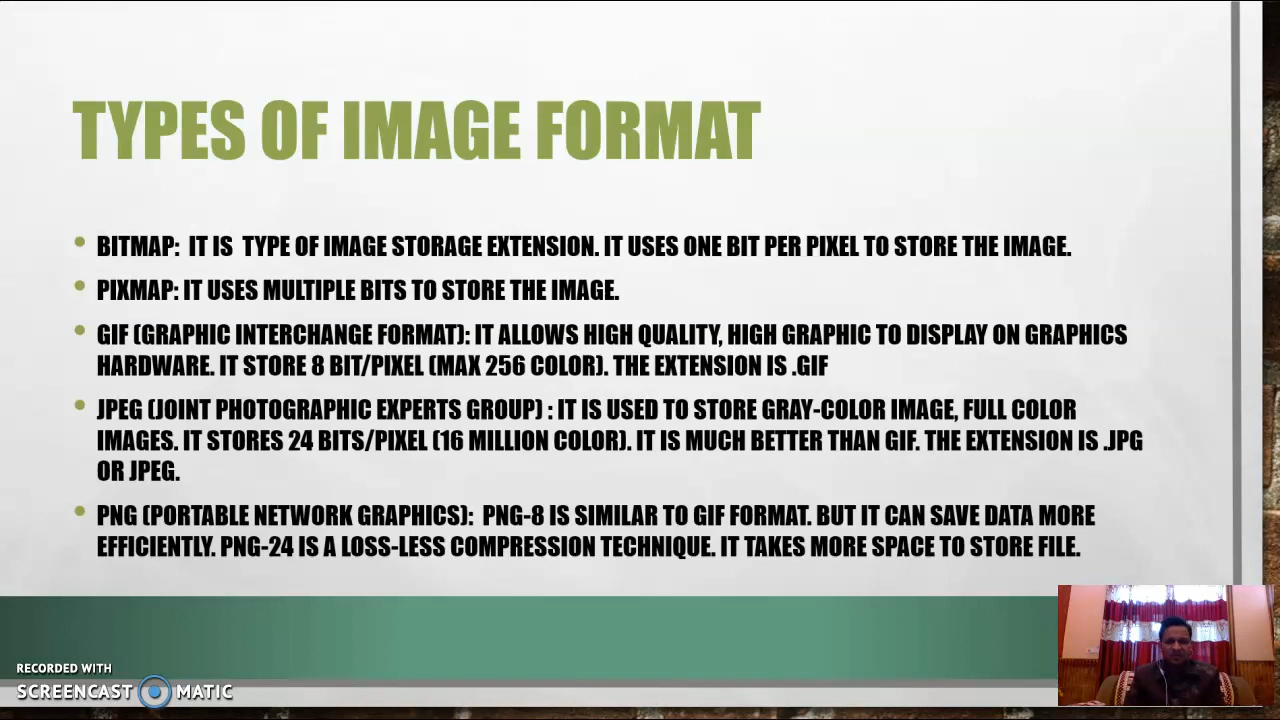 TYPES OF IMAGE FORMAT
• BITMAP: IT IS TYPE OF IMAGE STORAGE EXTENSION. IT USES ONE BIT PER PIXEL TO STORE THE IMAGE.
• PIXMAP: IT USES MULTIPLE BITS TO STORE THE IMAGE.
• GIF (GRAPHIC INTERCHANGE FORMAT): IT ALLOWS HIGH QUALITY, HIGH GRAPHIC TO DISPLAY ON GRAPHICS
HARDWARE. IT STORE 8 BIT/PIXEL (MAX 256 COLOR). THE EXTENSION IS .GIF
• JPEG (JOINT PHOTOGRAPHIC EXPERTS GROUP) : IT IS USED TO STORE GRAY-COLOR IMAGE, FULL COLOR
IMAGES. IT STORES 24 BITS/PIXEL (16 MILLION COLOR). IT IS MUCH BETTER THAN GIF. THE EXTENSION IS .JPG
OR JPEG.
• PNG (PORTABLE NETWORK GRAPHICS): PNG-8 IS SIMILAR TO GIF FORMAT. BUT IT CAN SAVE DATA MORE
EFFICIENTLY. PNG-24 IS A LOSS-LESS COMPRESSION TECHNIQUE. IT TAKES MORE SPACE TO STORE FILE.
RECORDED WITH
SCREENCAST MATIC